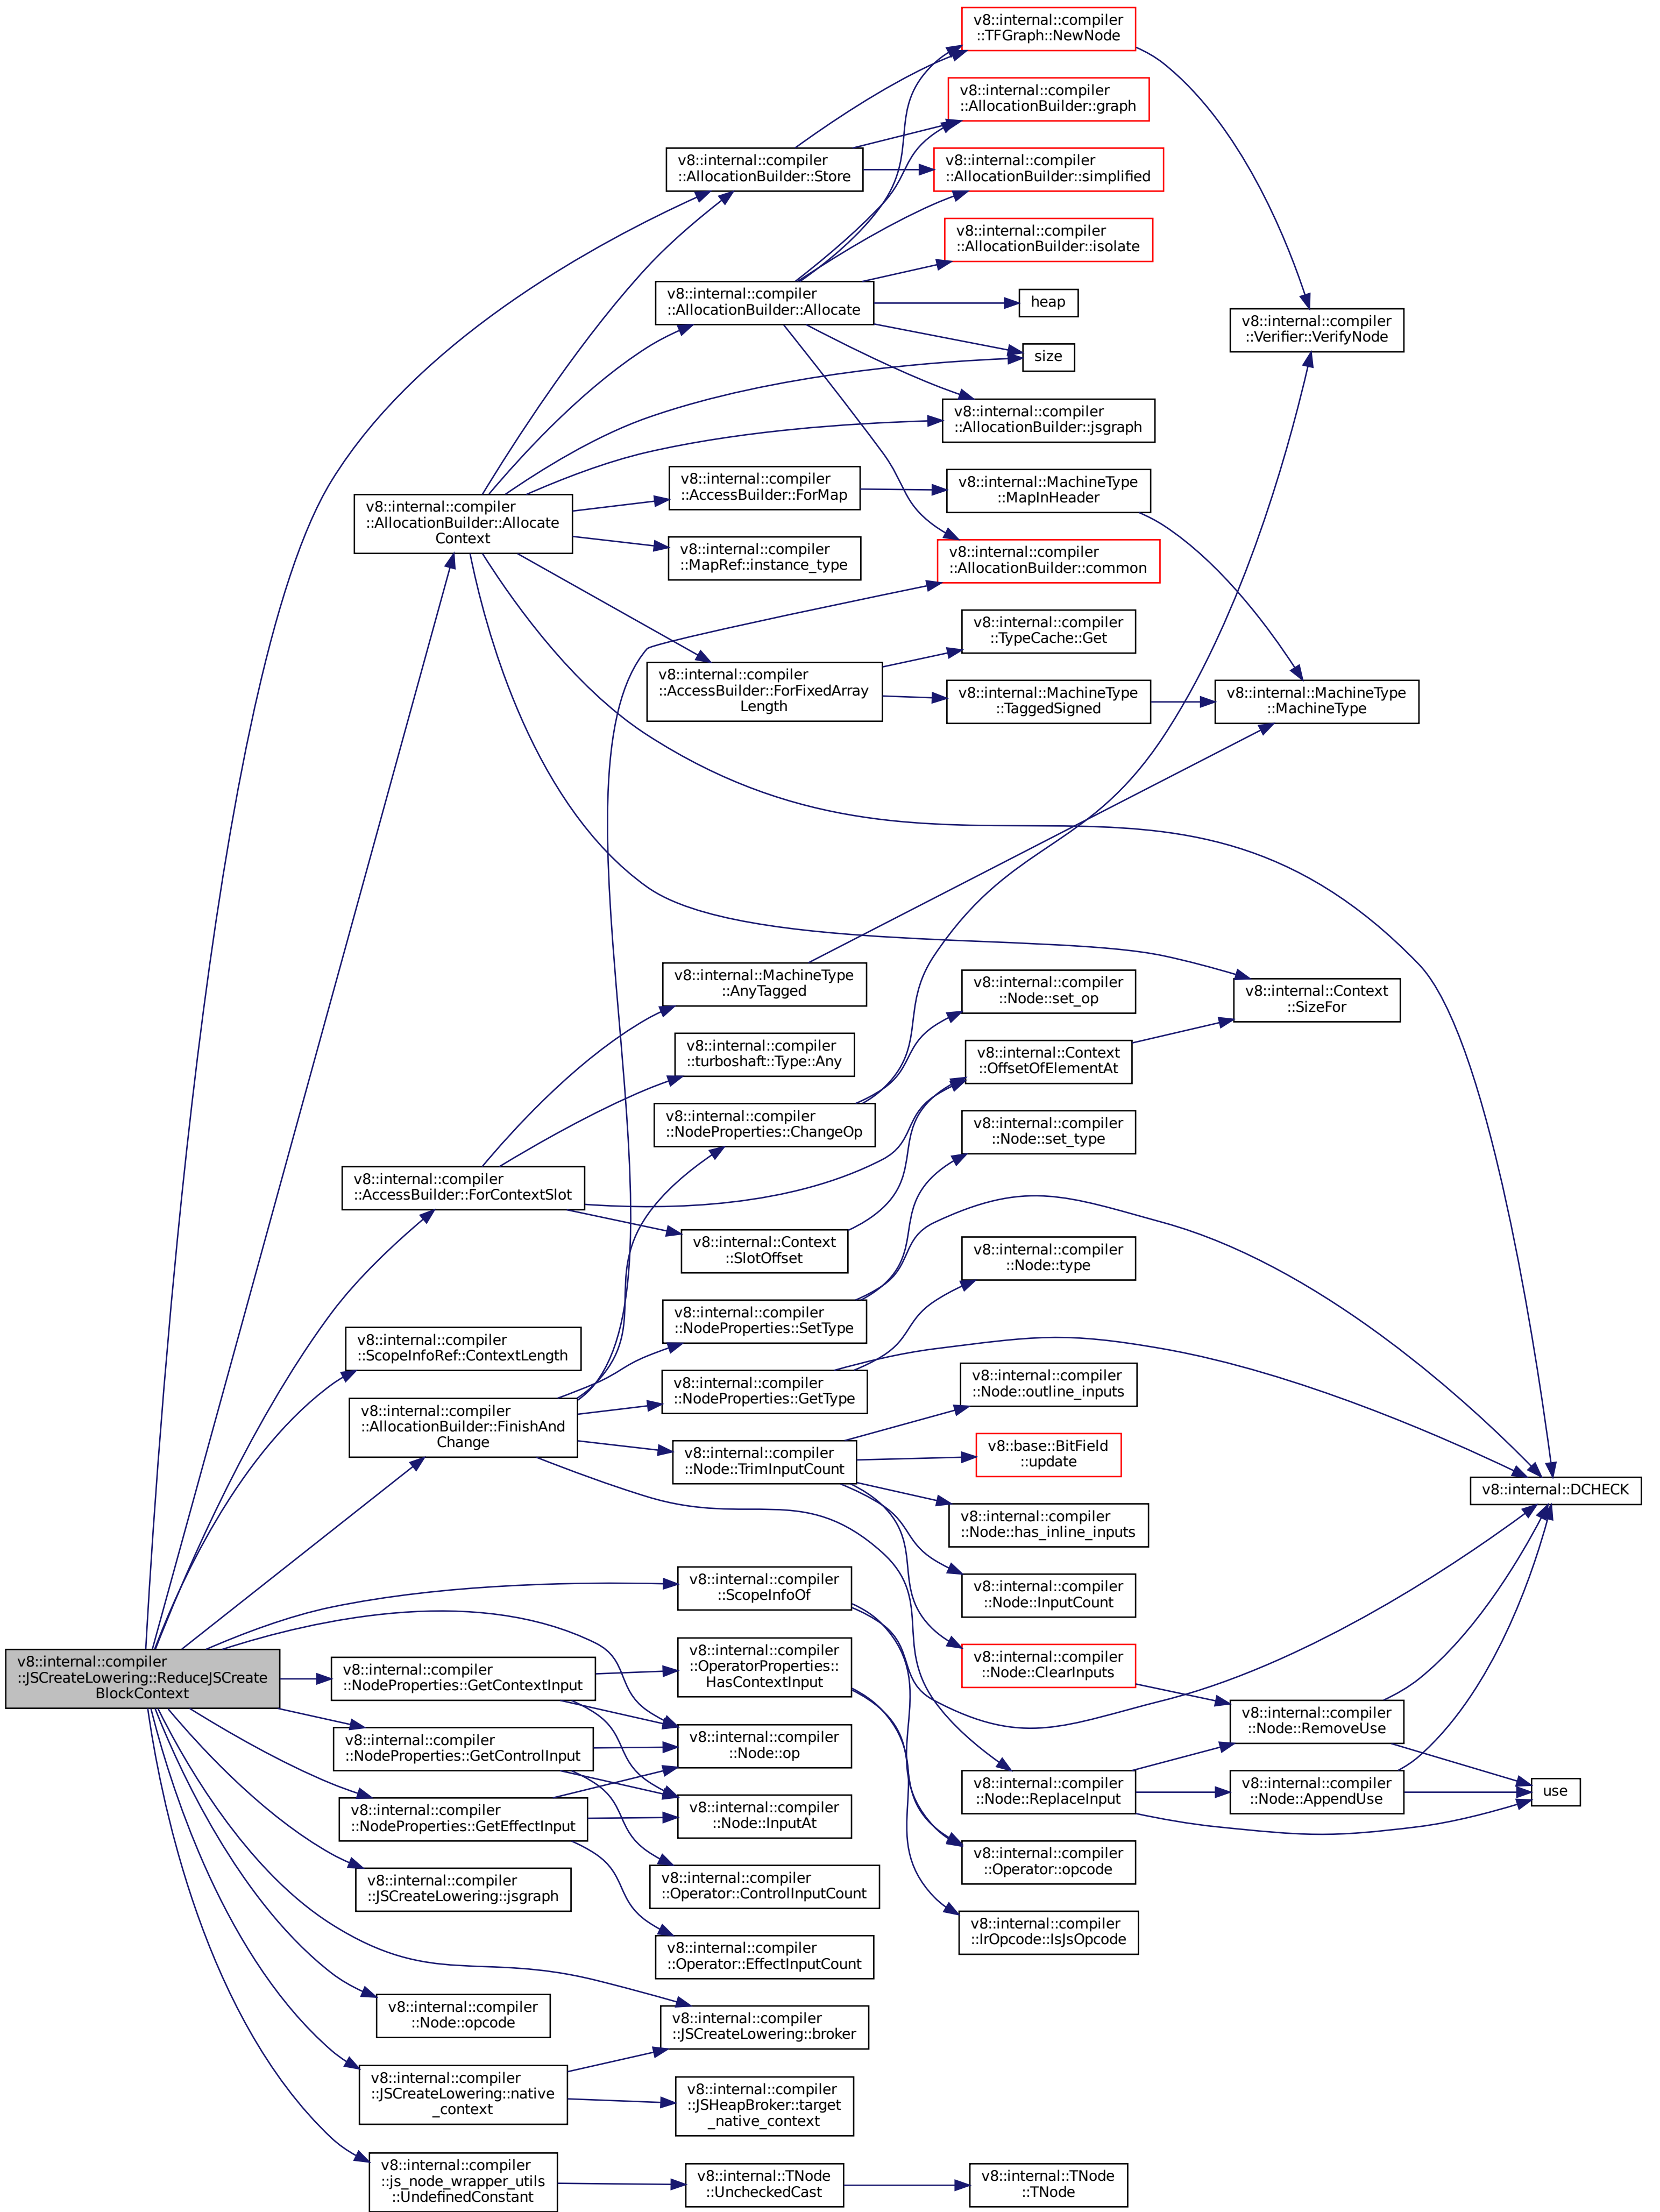 v8::internal::compiler
::TFGraph::NewNode
v8::internal::compiler
::AllocationBuilder::graph
v8::internal::compiler
::AllocationBuilder::Store
v8::internal::compiler
::AllocationBuilder::simplified
v8::internal::compiler
::AllocationBuilder::isolate
v8::internal::compiler
::AllocationBuilder::Allocate
heap
v8::internal::compiler
::Verifier::VerifyNode
size
v8::internal::compiler
::AllocationBuilder::jsgraph
v8::internal::compiler
::AccessBuilder::ForMap
v8::internal::MachineType
::MapInHeader
v8::internal::compiler
::AllocationBuilder::Allocate
Context
v8::internal::compiler
::MapRef::instance_type
v8::internal::compiler
::AllocationBuilder::common
v8::internal::compiler
::TypeCache::Get
v8::internal::compiler
::AccessBuilder::ForFixedArray
Length
v8::internal::MachineType
::TaggedSigned
v8::internal::MachineType
::MachineType
v8::internal::MachineType
::AnyTagged
v8::internal::compiler
::Node::set_op
v8::internal::Context
::SizeFor
v8::internal::compiler
::turboshaft::Type::Any
v8::internal::Context
::OffsetOfElementAt
v8::internal::compiler
::NodeProperties::ChangeOp
v8::internal::compiler
::Node::set_type
v8::internal::compiler
::AccessBuilder::ForContextSlot
v8::internal::Context
::SlotOffset
v8::internal::compiler
::Node::type
v8::internal::compiler
::NodeProperties::SetType
v8::internal::compiler
::ScopeInfoRef::ContextLength
v8::internal::compiler
::NodeProperties::GetType
v8::internal::compiler
::Node::outline_inputs
v8::internal::compiler
::AllocationBuilder::FinishAnd
Change
v8::internal::compiler
::Node::TrimInputCount
v8::base::BitField
::update
v8::internal::DCHECK
v8::internal::compiler
::Node::has_inline_inputs
v8::internal::compiler
::ScopeInfoOf
v8::internal::compiler
::Node::InputCount
v8::internal::compiler
::JSCreateLowering::ReduceJSCreate
BlockContext
v8::internal::compiler
::NodeProperties::GetContextInput
v8::internal::compiler
::OperatorProperties::
HasContextInput
v8::internal::compiler
::Node::ClearInputs
v8::internal::compiler
::Node::RemoveUse
v8::internal::compiler
::NodeProperties::GetControlInput
v8::internal::compiler
::Node::op
v8::internal::compiler
::Node::ReplaceInput
v8::internal::compiler
::Node::AppendUse
use
v8::internal::compiler
::NodeProperties::GetEffectInput
v8::internal::compiler
::Node::InputAt
v8::internal::compiler
::Operator::opcode
v8::internal::compiler
::JSCreateLowering::jsgraph
v8::internal::compiler
::Operator::ControlInputCount
v8::internal::compiler
::IrOpcode::IsJsOpcode
v8::internal::compiler
::Operator::EffectInputCount
v8::internal::compiler
::Node::opcode
v8::internal::compiler
::JSCreateLowering::broker
v8::internal::compiler
::JSCreateLowering::native
_context
v8::internal::compiler
::JSHeapBroker::target
_native_context
v8::internal::compiler
::js_node_wrapper_utils
::UndefinedConstant
v8::internal::TNode
::UncheckedCast
v8::internal::TNode
::TNode